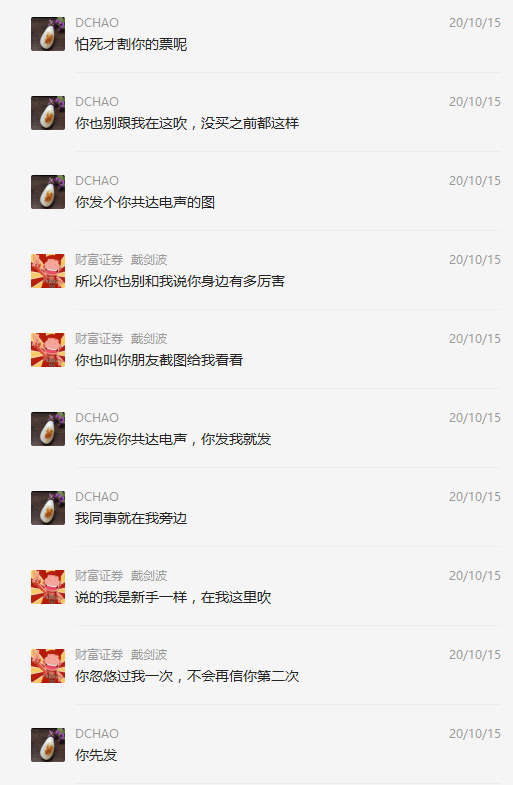 DCHAO 20/10/15
怕死才割你的票呢
DCHAO 20/10/15
你也别跟我在这吹，没买之前都这样
DCHAO 20/10/15
你发个你共达电声的图
财富证券 戴剑波 20/10/15
所以你也别和我说你身边有多厉害
财富证券 戴剑波 20/10/15
你也叫你朋友截图给我看看
DCHAO 20/10/15
你先发你共达电声，你发我就发
DCHAO 20/10/15
我同事就在我旁边
财富证券 戴剑波 20/10/15
说的我是新手一样，在我这里吹
财富证券 戴剑波 20/10/15
你忽悠过我一次，不会再信你第二次
DCHAO 20/10/15
你先发